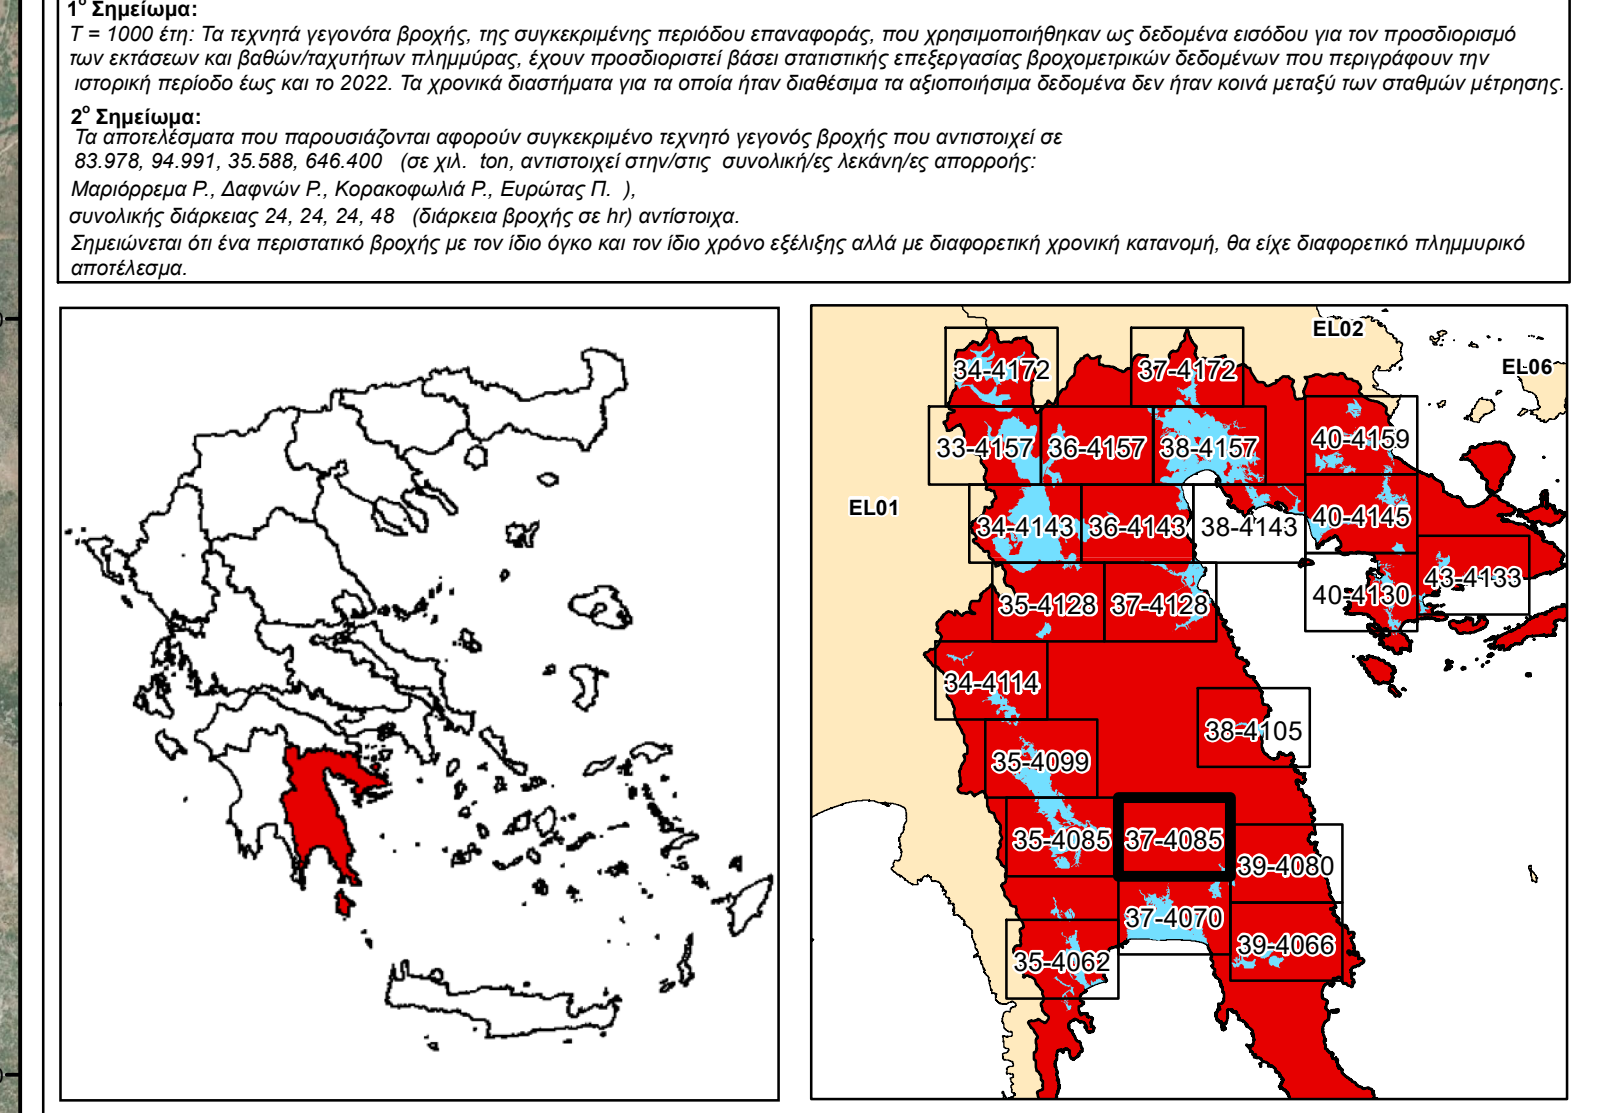 1ο Σημείωμα:
T = 1000 έτη: Τα τεχνητά γεγονότα βροχής, της συγκεκριμένης περιόδου επαναφοράς, που χρησιμοποιήθηκαν ως δεδομένα εισόδου για τον προσδιορισμό
των εκτάσεων και βαθών/ταχυτήτων πλημμύρας, έχουν προσδιοριστεί βάσει στατιστικής επεξεργασίας βροχομετρικών δεδομένων που περιγράφουν την
ιστορική περίοδο έως και το 2022. Τα χρονικά διαστήματα για τα οποία ήταν διαθέσιμα τα αξιοποιήσιμα δεδομένα δεν ήταν κοινά μεταξύ των σταθμών μέτρησης.
2ο Σημείωμα:
Τα αποτελέσματα που παρουσιάζονται αφορούν συγκεκριμένο τεχνητό γεγονός βροχής που αντιστοιχεί σε
83.978, 94.991, 35.588, 646.400 (σε χιλ. ton, αντιστοιχεί στην/στις συνολική/ες λεκάνη/ες απορροής:
Μαριόρρεμα Ρ., Δαφνών Ρ., Κορακοφωλιά Ρ., Ευρώτας Π. ),
συνολικής διάρκειας 24, 24, 24, 48 (διάρκεια βροχής σε hr) αντίστοιχα.
Σημειώνεται ότι ένα περιστατικό βροχής με τον ίδιο όγκο και τον ίδιο χρόνο εξέλιξης αλλά με διαφορετική χρονική κατανομή, θα είχε διαφορετικό πλημμυρικό
αποτέλεσμα.
EL02
EL06
EL01
34-4172
37-4172
33-4157
36-4157
38-4157
40-4159
34-4143
36-4143
38-4143
40-4145
35-4128
37-4128
40-4130
43-4133
34-4114
38-4105
35-4099
35-4085
37-4085
39-4080
37-4070
35-4062
39-4066